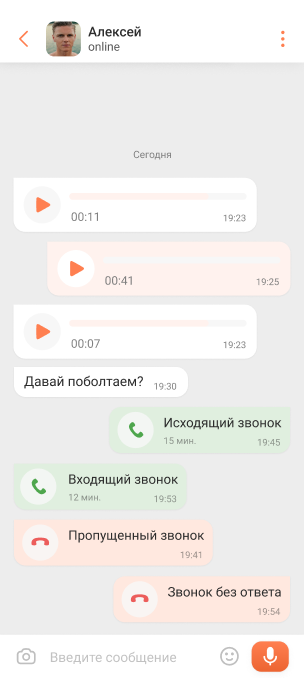 Алексей
online
Сегодня
00:11
19:23
00:41
19:25
00:07
19:23
Давай поболтаем? 19:30
Исходящий звонок
15 мин. 19:45
Входящий звонок
12 мин. 19:53
Пропущенный звонок
19:41
Звонок без ответа
19:54
Введите сообщение